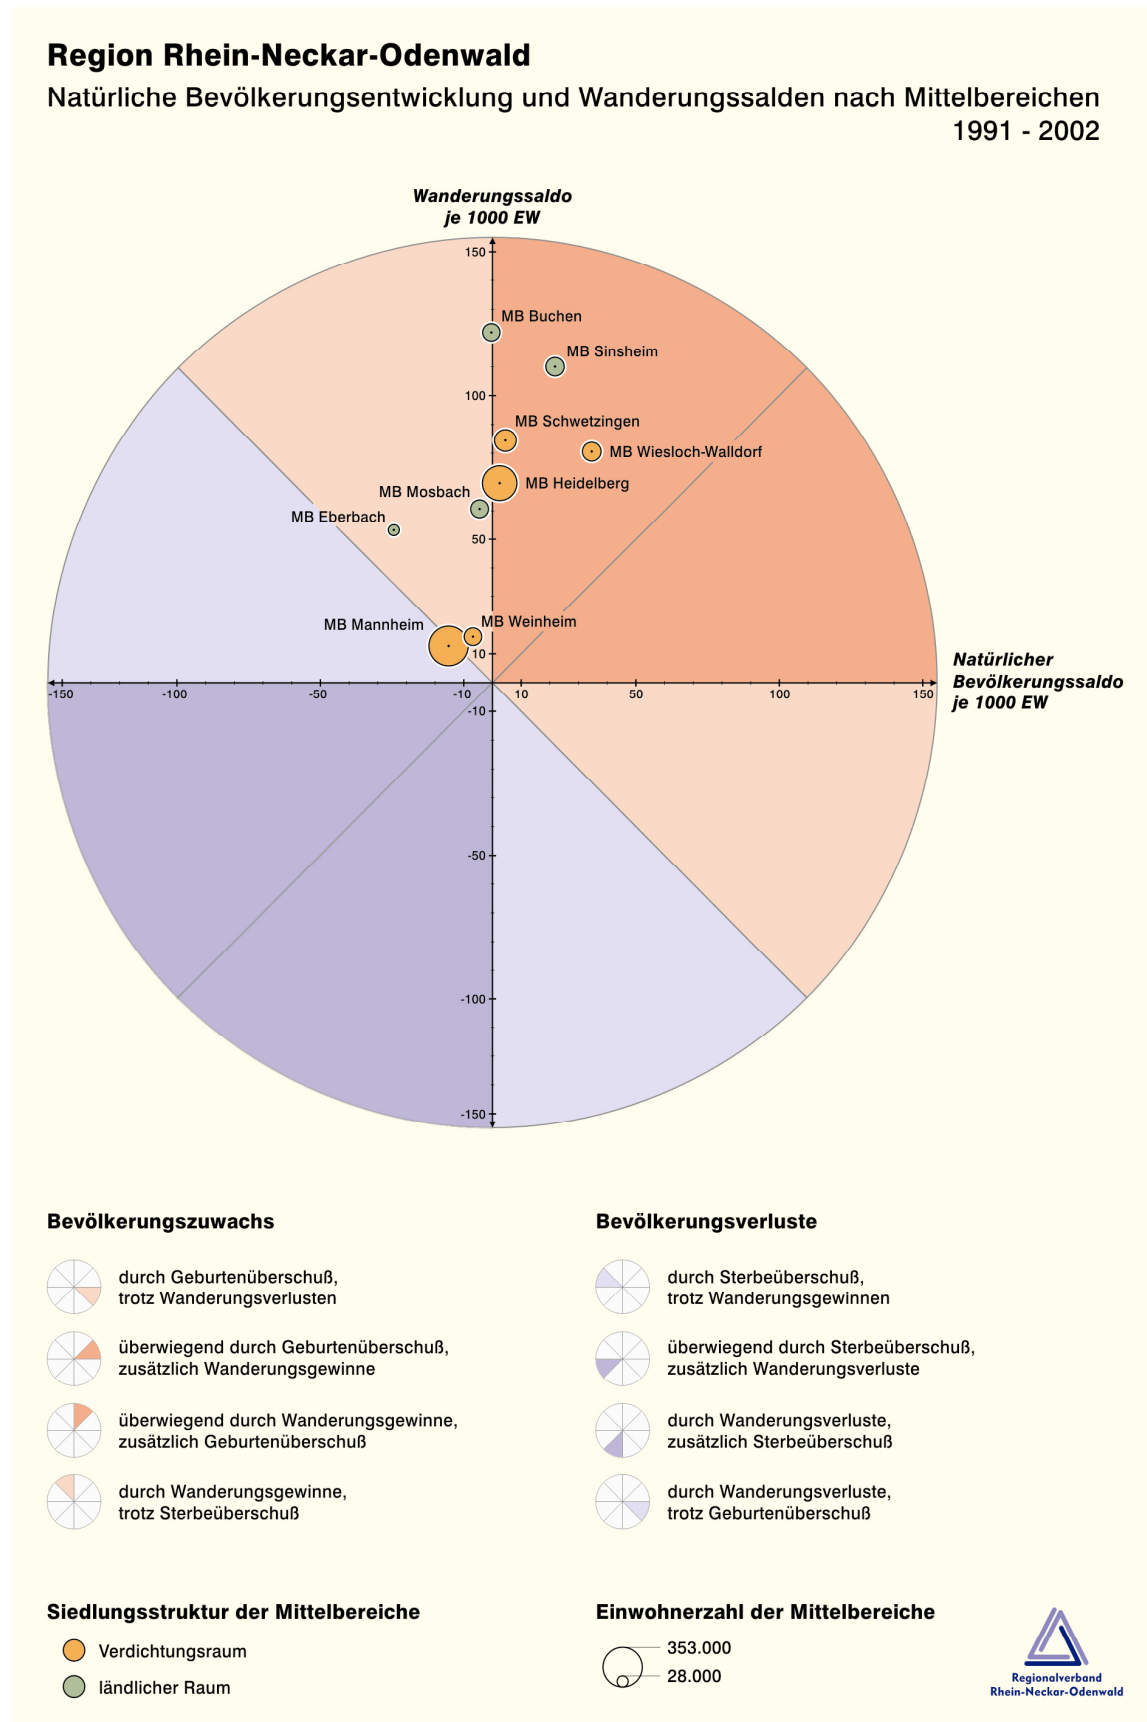 Region Rhein-Neckar-Odenwald
Natürliche Bevölkerungsentwicklung und Wanderungssalden nach Mittelbereichen
1991 - 2002
Wanderungssaldo
je 1000 EW
150
MB Buchen
MB Sinsheim
100
MB Schwetzingen
MB Wiesloch-Walldorf
MB Heidelberg
MB Mosbach
MB Eberbach
50
MB Mannheim
MB Weinheim
10
Natürlicher
Bevölkerungssaldo
je 1000 EW
-150 -100 -50 -10 10 50 100 150
-10
-50
-100
-150
Bevölkerungszuwachs
durch Geburtenüberschuß,
trotz Wanderungsverlusten
überwiegend durch Geburtenüberschuß,
zusätzlich Wanderungsgewinne
überwiegend durch Wanderungsgewinne,
zusätzlich Geburtenüberschuß
durch Wanderungsgewinne,
trotz Sterbeüberschuß
Bevölkerungsverluste
durch Sterbeüberschuß,
trotz Wanderungsgewinnen
überwiegend durch Sterbeüberschuß,
zusätzlich Wanderungsverluste
durch Wanderungsverluste,
zusätzlich Sterbeüberschuß
durch Wanderungsverluste,
trotz Geburtenüberschuß
Siedlungsstruktur der Mittelbereiche
Verdichtungsraum
ländlicher Raum
Einwohnerzahl der Mittelbereiche
353.000
28.000
Regionalverband
Rhein-Neckar-Odenwald